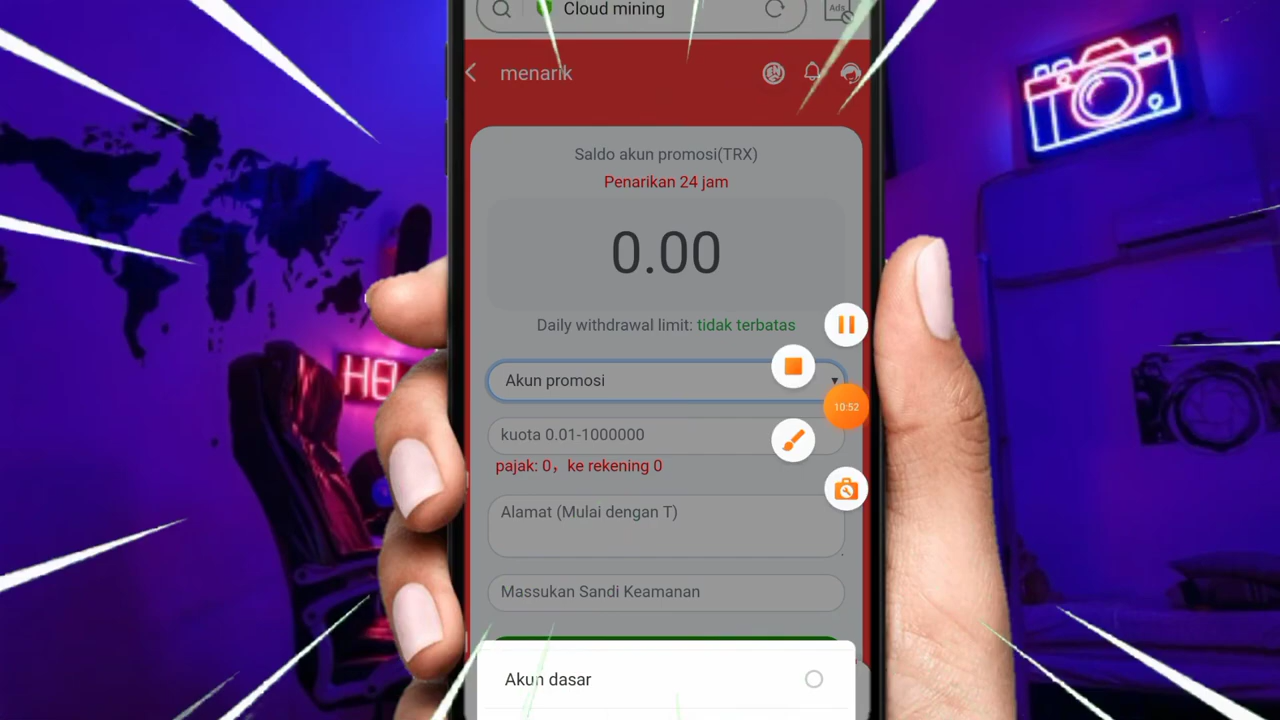 Cloud mining
Ads
menarik
Saldo akun promosi(TRX)
Penarikan 24 jam
0.00
Daily withdrawal limit: tidak terbatas
Akun promosi
10:52
kuota 0.01-1000000
pajak: 0，ke rekening 0
Alamat (Mulai dengan T)
Massukan Sandi Keamanan
Akun dasar